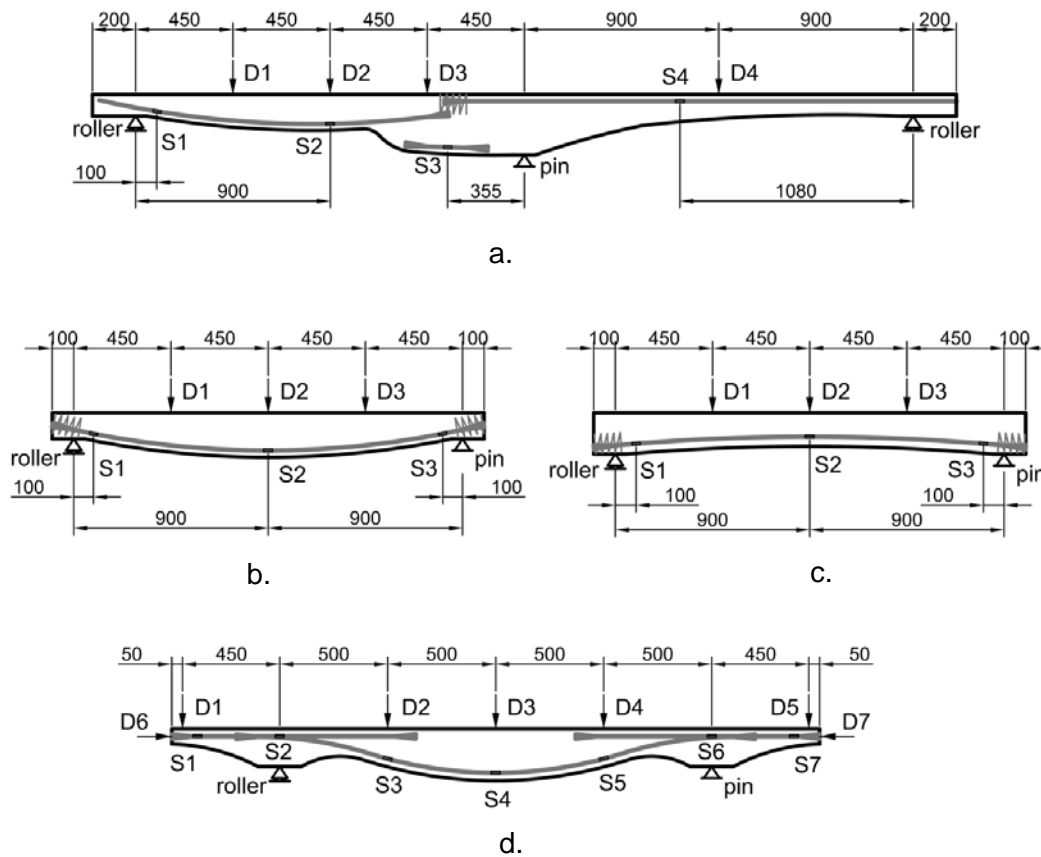 200 450 450 450 450 900 900 200
D1 D2 D3 S4 D4
roller S1 S2 S3 pin roller
100 355 1080
900
a.
100 450 450 450 450 100
D1 D2 D3
roller S1 S2 S3 pin
100 100
900 900
b.
100 450 450 450 450 100
D1 D2 D3
roller S1 S2 S3 pin
100 100
900 900
c.
50 450 500 500 500 500 450 50
D6 D1 D2 D3 D4 D5 D7
S1 S2 S3 S4 S5 S6 S7
roller pin
d.